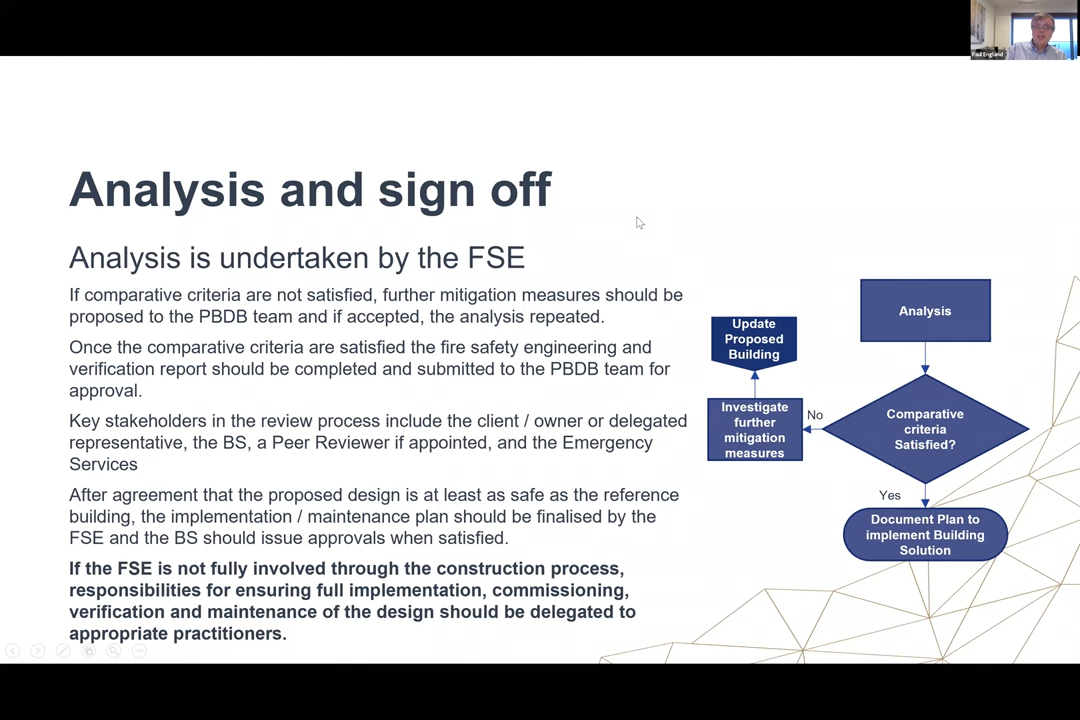 Paul England
Analysis and sign off
Analysis is undertaken by the FSE
If comparative criteria are not satisfied, further mitigation measures should be
proposed to the PBDB team and if accepted, the analysis repeated.
Once the comparative criteria are satisfied the fire safety engineering and
verification report should be completed and submitted to the PBDB team for
approval.
Key stakeholders in the review process include the client / owner or delegated
representative, the BS, a Peer Reviewer if appointed, and the Emergency
Services
After agreement that the proposed design is at least as safe as the reference
building, the implementation / maintenance plan should be finalised by the
FSE and the BS should issue approvals when satisfied.
If the FSE is not fully involved through the construction process,
responsibilities for ensuring full implementation, commissioning,
verification and maintenance of the design should be delegated to
appropriate practitioners.
Analysis
Update
Proposed
Building
Investigate
further
mitigation
measures
No
Comparative
criteria
Satisfied?
Yes
Document Plan to
implement Building
Solution